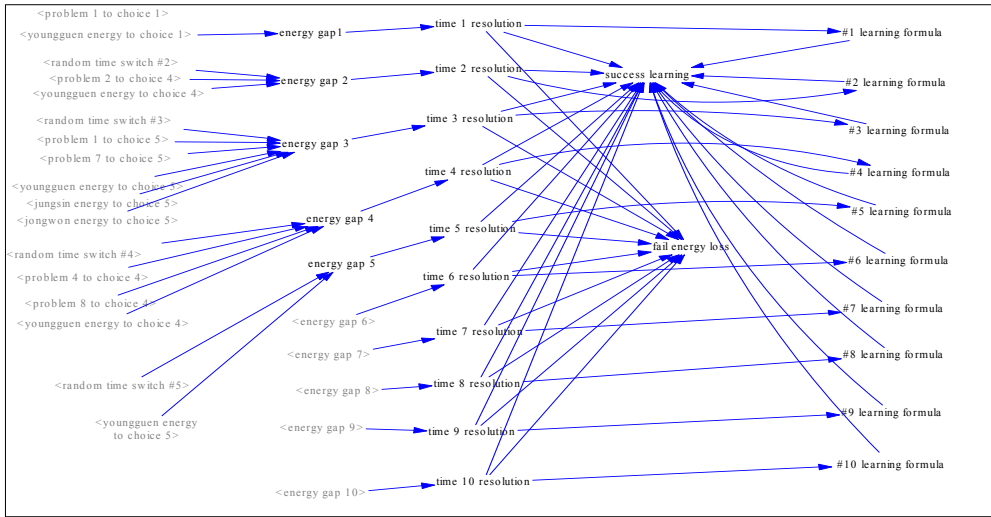 <problem 1 to choice 1>
<youngguen energy to choice 1>
<random time switch #2>
<problem 2 to choice 4>
<youngguen energy to choice 4>
<random time switch #3>
<problem 1 to choice 5>
<problem 7 to choice 5>
<youngguen energy to choice 5>
<jungsin energy to choice 5>
<jongwon energy to choice 5>
<random time switch #4>
<problem 4 to choice 4>
<problem 8 to choice 4>
<youngguen energy to choice 4>
<random time switch #5>
<youngguen energy
to choice 5>
energy gap1
energy gap 2
energy gap 3
energy gap 4
energy gap 5
<energy gap 6>
<energy gap 7>
<energy gap 8>
<energy gap 9>
<energy gap 10>
time 1 resolution
time 2 resolution
time 3 resolution
time 4 resolution
time 5 resolution
time 6 resolution
time 7 resolution
time 8 resolution
time 9 resolution
time 10 resolution
success learning
fail energy loss
#1 learning formula
#2 learning formula
#3 learning formula
#4 learning formula
#5 learning formula
#6 learning formula
#7 learning formula
#8 learning formula
#9 learning formula
#10 learning formula